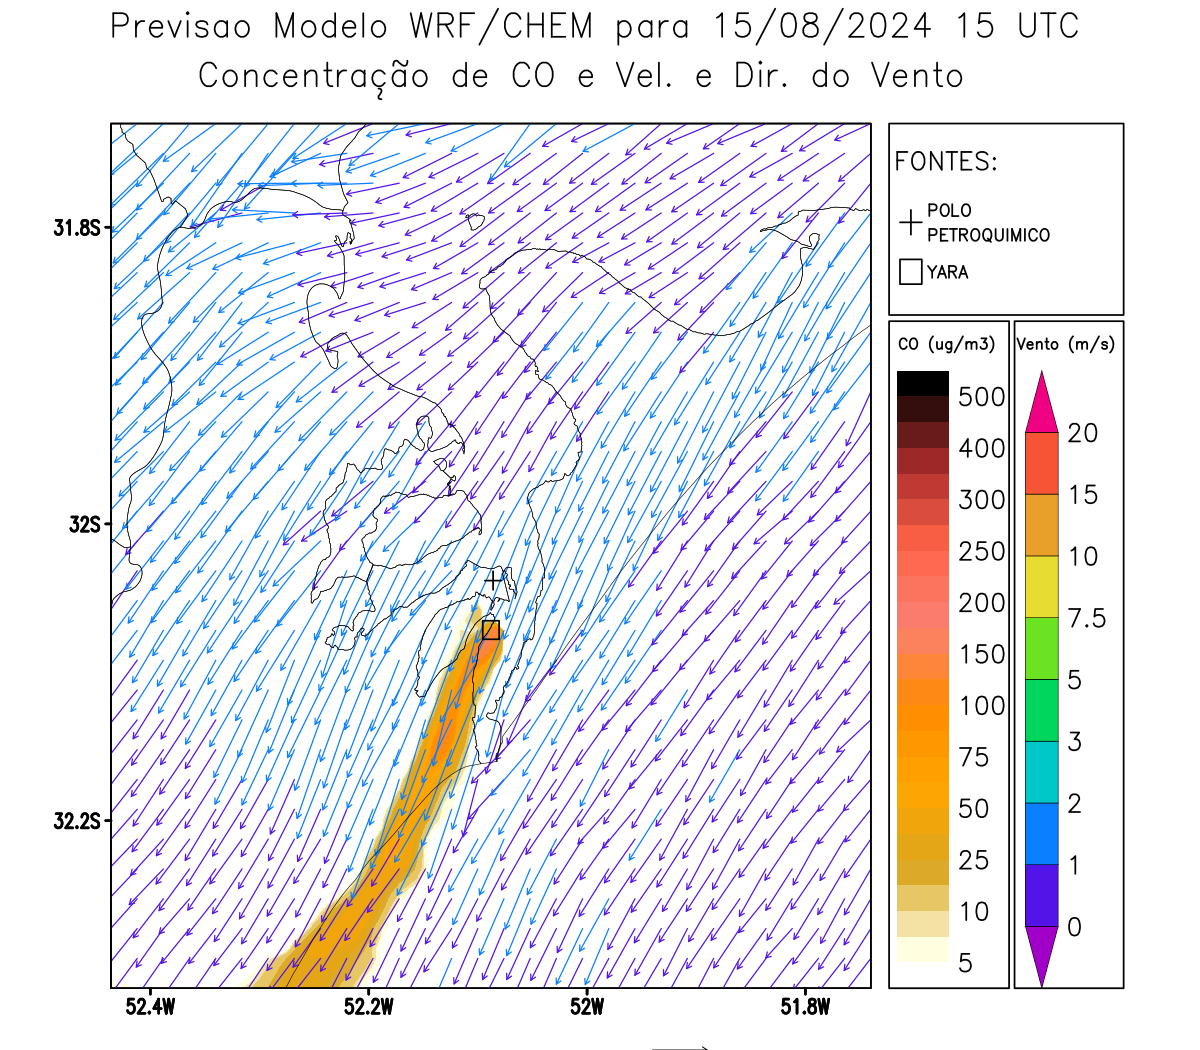 Previsao Modelo WRF/CHEM para 15/08/2024 15 UTC
Concentração de CO e Vel. e Dir. do Vento
FONTES:
POLO
PETROQUIMICO
YARA
CO (ug/m3)
500
400
300
250
200
150
100
75
50
25
10
5
Vento (m/s)
20
15
10
7.5
5
3
2
1
0
31.8S
32S
32.2S
52.4W
52.2W
52W
51.8W